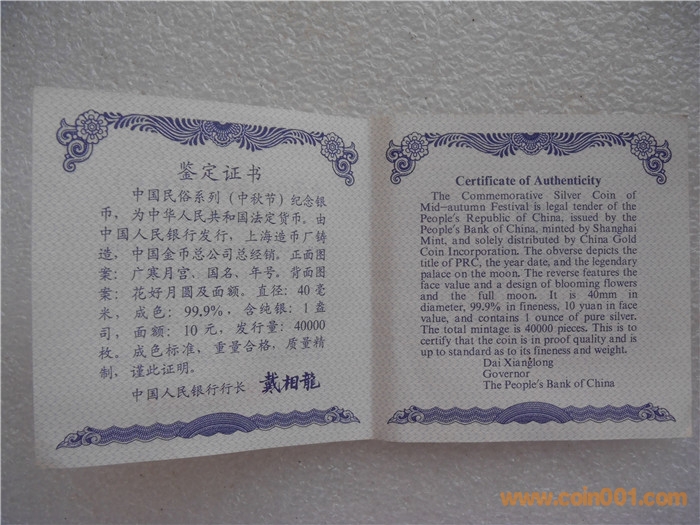 鉴定证书
中国民俗系列(中秋节)纪念银
币，为中华人民共和国法定货币。由
中国人民银行发行，上海造币厂铸
造，中国金币总公司总经销。正面图
案：广寒月宫、国名、年号。背面图
案：花好月圆及面额。直径：40毫
米，成色：99.9%，含纯银：1盎
司，面额：10元，发行量：40000
枚。成色标准，重量合格，质量精
制，谨此证明。
中国人民银行行长 戴相龍
Certificate of Authenticity
The Commemorative Silver Coin of
Mid-autumn Festival is legal tender of the
People's Republic of China, issued by the
People's Bank of China, minted by Shanghai
Mint, and solely distributed by China Gold
Coin Incorporation. The obverse depicts the
title of PRC, the year date, and the legendary
palace on the moon. The reverse features the
face value and a design of blooming flowers
and the full moon. It is 40mm in
diameter, 99.9% in fineness, 10 yuan in face
value, and contains 1 ounce of pure silver.
The total mintage is 40000 pieces. This is to
certify that the coin is in proof quality and is
up to standard as to its fineness and weight.
Dai Xianglong
Governor
The People's Bank of China
www.coin001.com